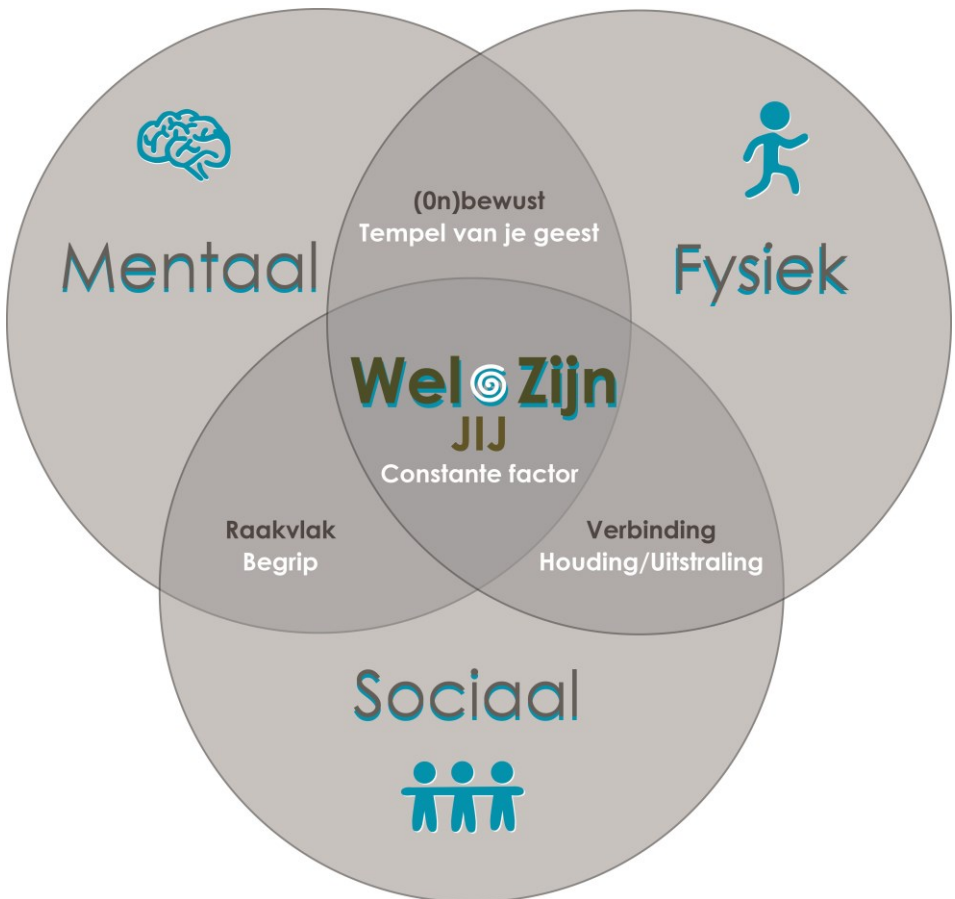 (0n)bewust
Tempel van je geest
Mentaal
Fysiek
Wel Zijn
JIJ
Constante factor
Raakvlak
Begrip
Verbinding
Houding/Uitstraling
Sociaal